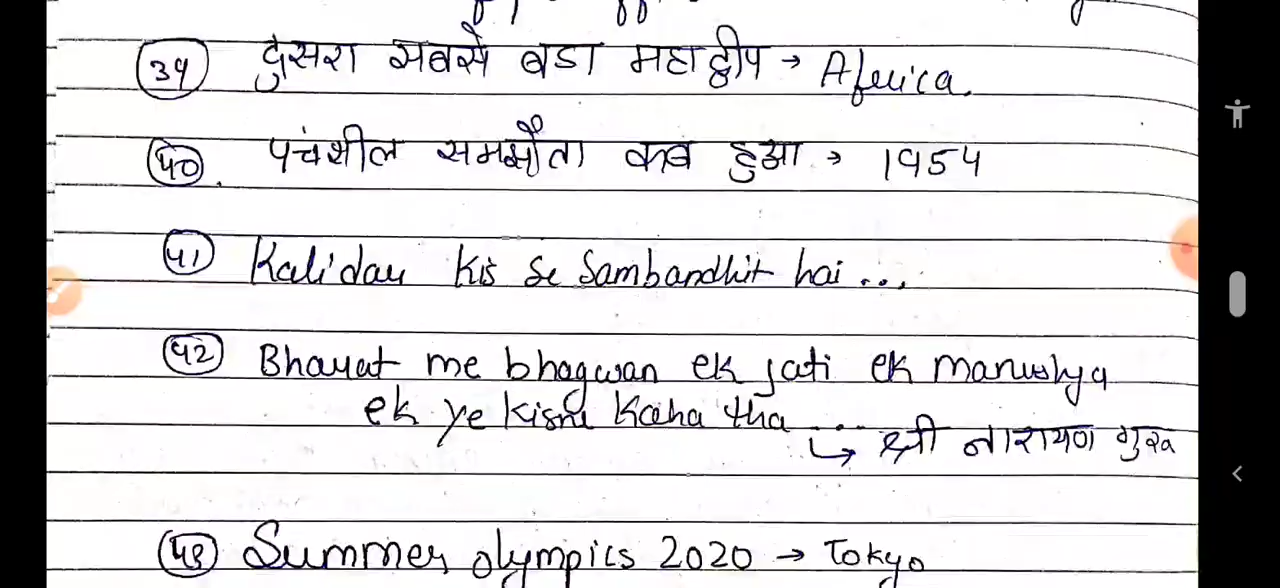 39 दुसरा सबसे बडा महाद्वीप → Africa.
40. पंचशील समझौता कब हुआ → 1954
41 Kalidas kis se sambandhit hai ...
42 Bharat me bhagwan ek jati ek manushya
ek ye kisne kaha tha ....
↳ श्री नारायण गुरु
43 Summer olympics 2020 → Tokyo